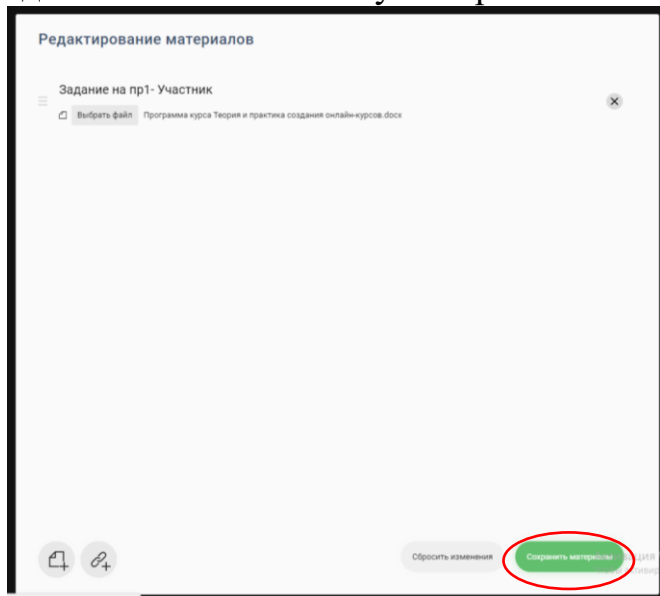 Редактирование материалов
Задание на пр1- Участник
Выбрать файл Программа курса Теория и практика создания онлайн-курсов.docx
Сбросить изменения Сохранить материалы